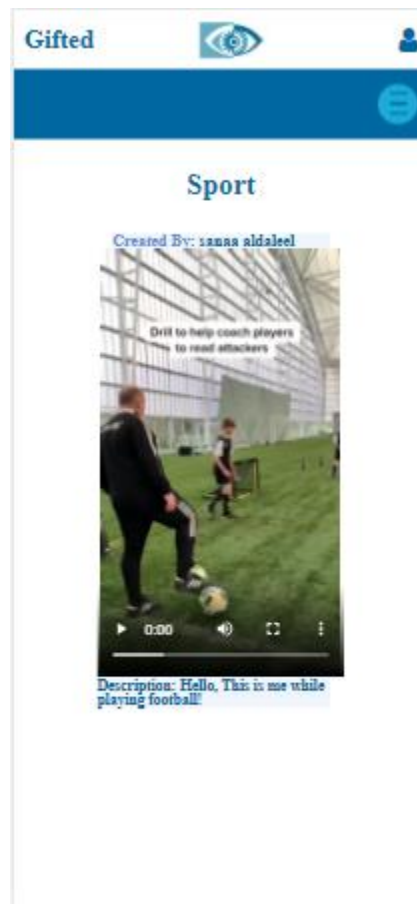 Gifted
Sport
Created By: sanaa aldaleel
Drill to help coach players
to read attackers
0:00
Description: Hello, This is me while
playing football!